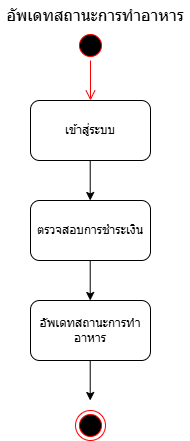 อัพเดทสถานะการทำอาหาร
เข้าสู่ระบบ
ตรวจสอบการชำระเงิน
อัพเดทสถานะการทำ
อาหาร